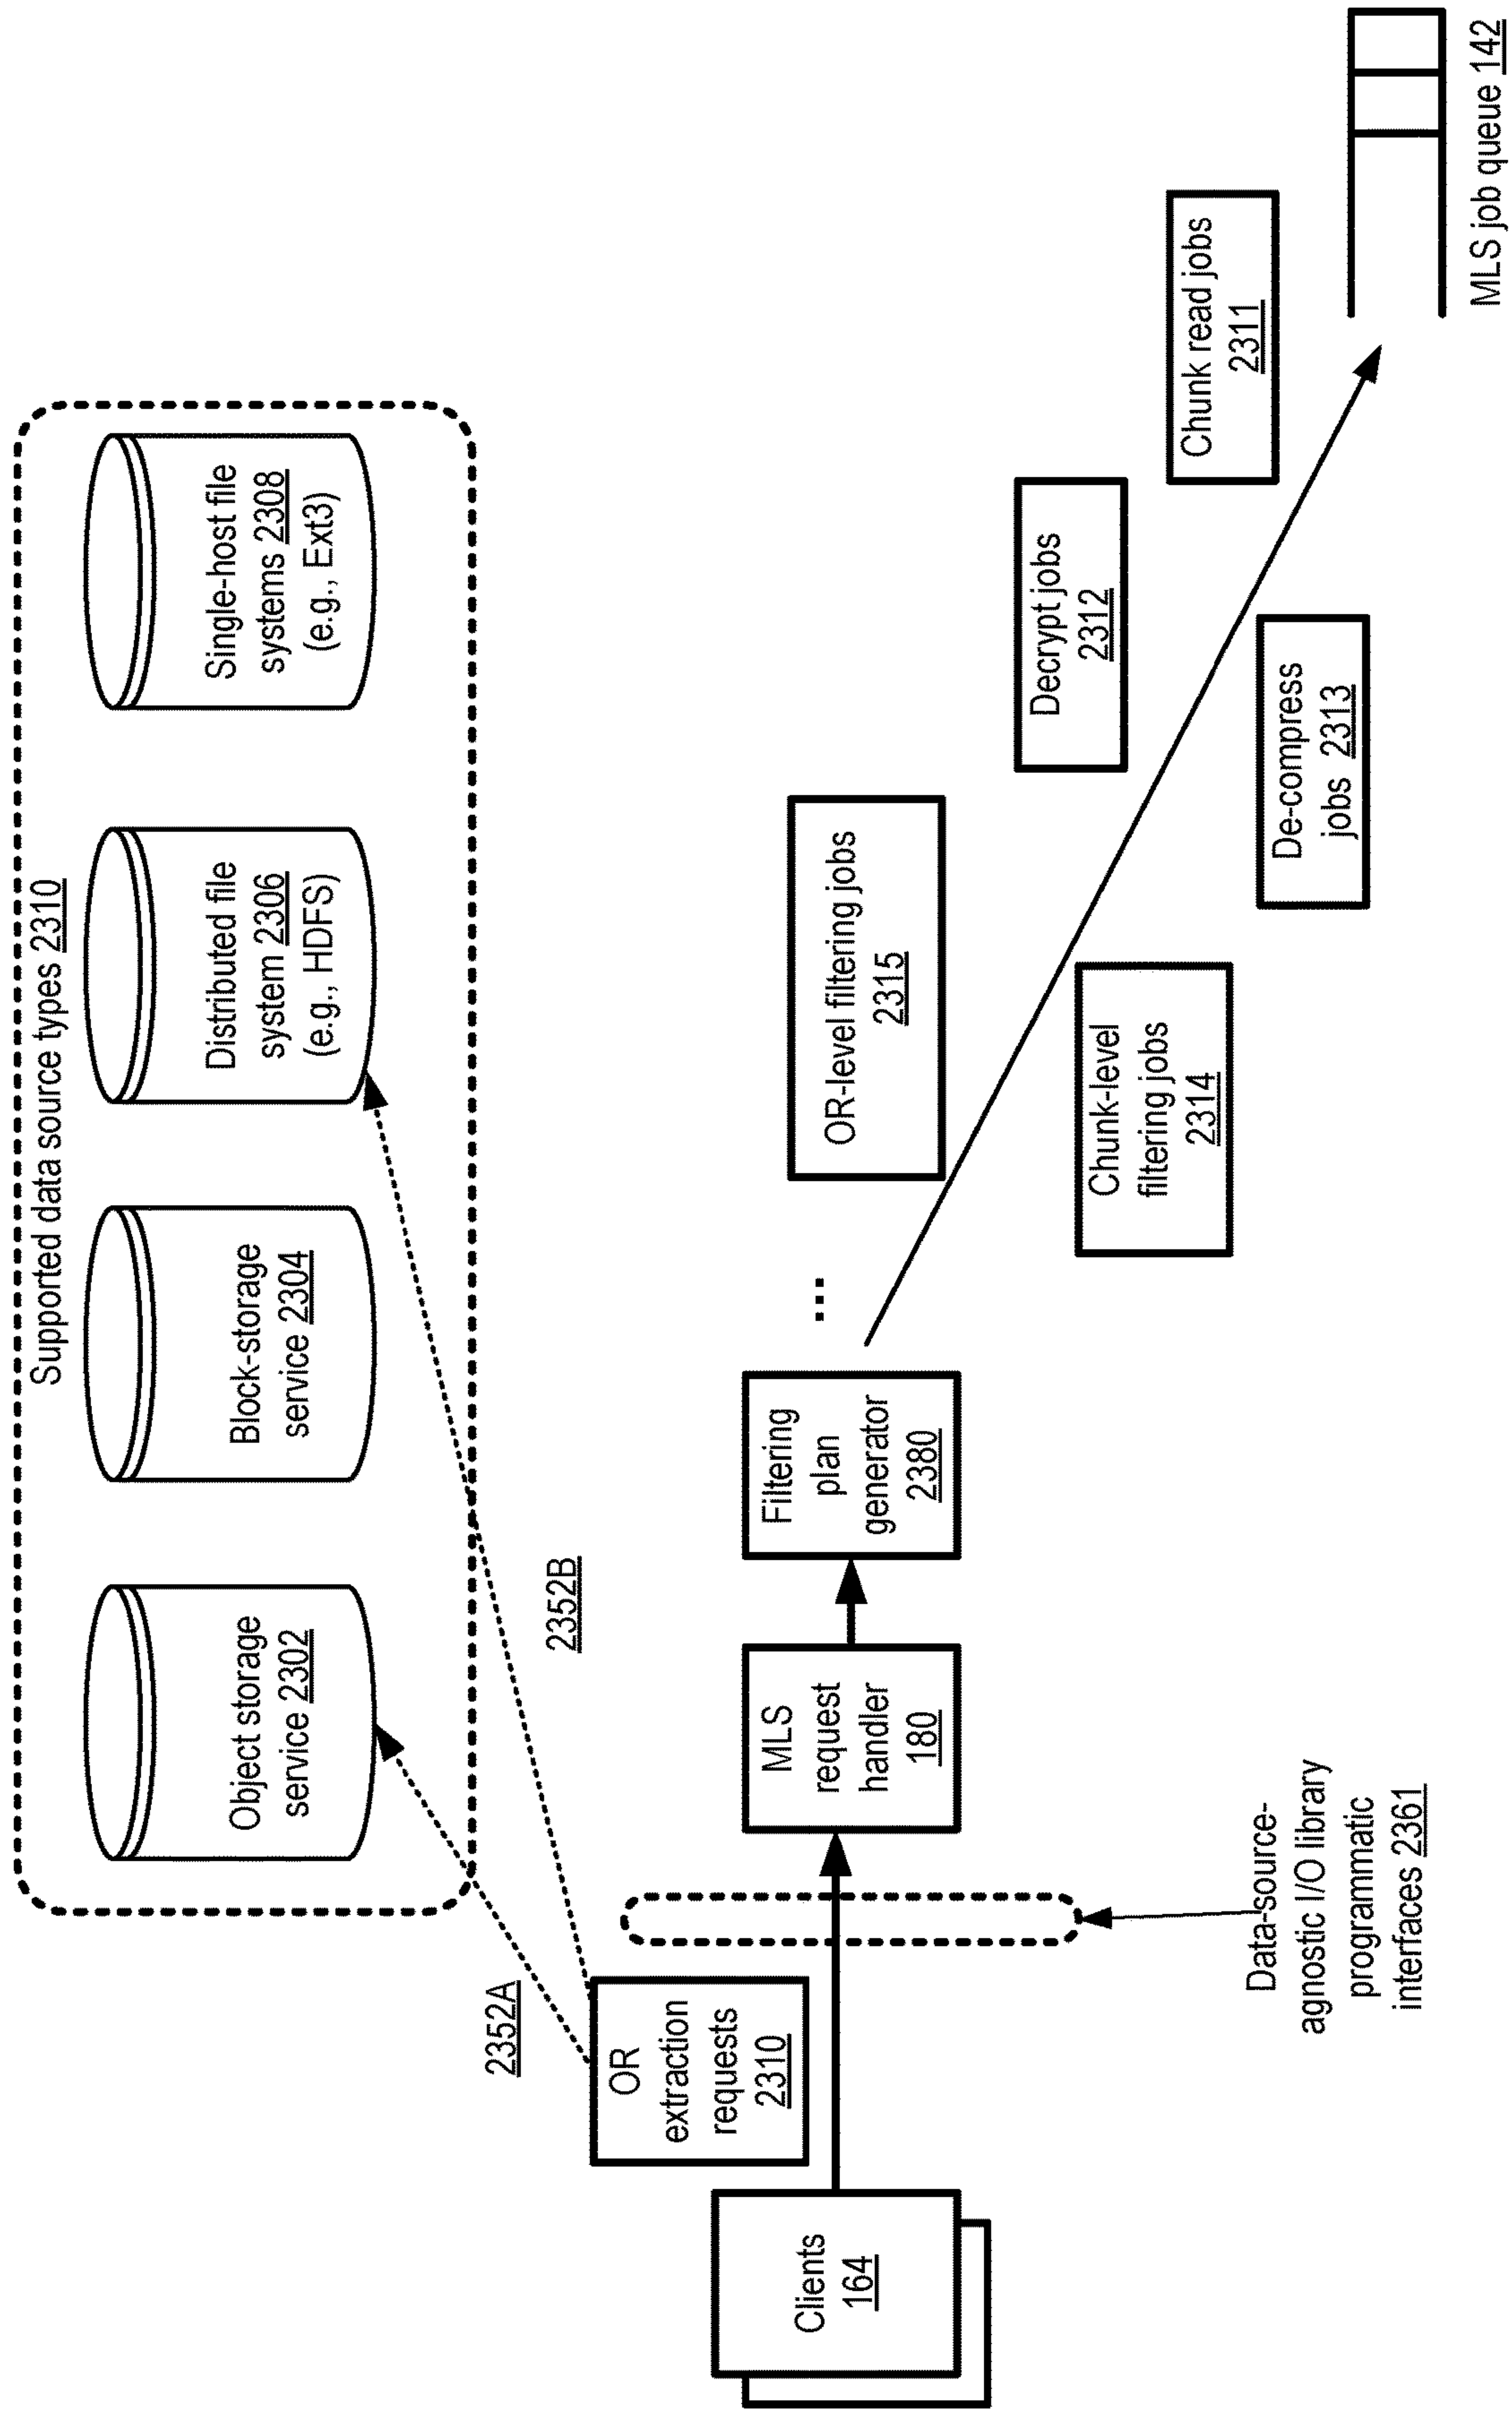 Supported data source types 2310
Object storage
service 2302
Block-storage
service 2304
Distributed file
system 2306
(e.g., HDFS)
Single-host file
systems 2308
(e.g., Ext3)
2352A
2352B
OR
extraction
requests
2310
Clients
164
MLS
request
handler
180
Filtering
plan
generator
2380
...
OR-level filtering jobs
2315
Decrypt jobs
2312
Chunk read jobs
2311
Chunk-level
filtering jobs
2314
De-compress
jobs 2313
Data-source-
agnostic I/O library
programmatic
interfaces 2361
MLS job queue 142